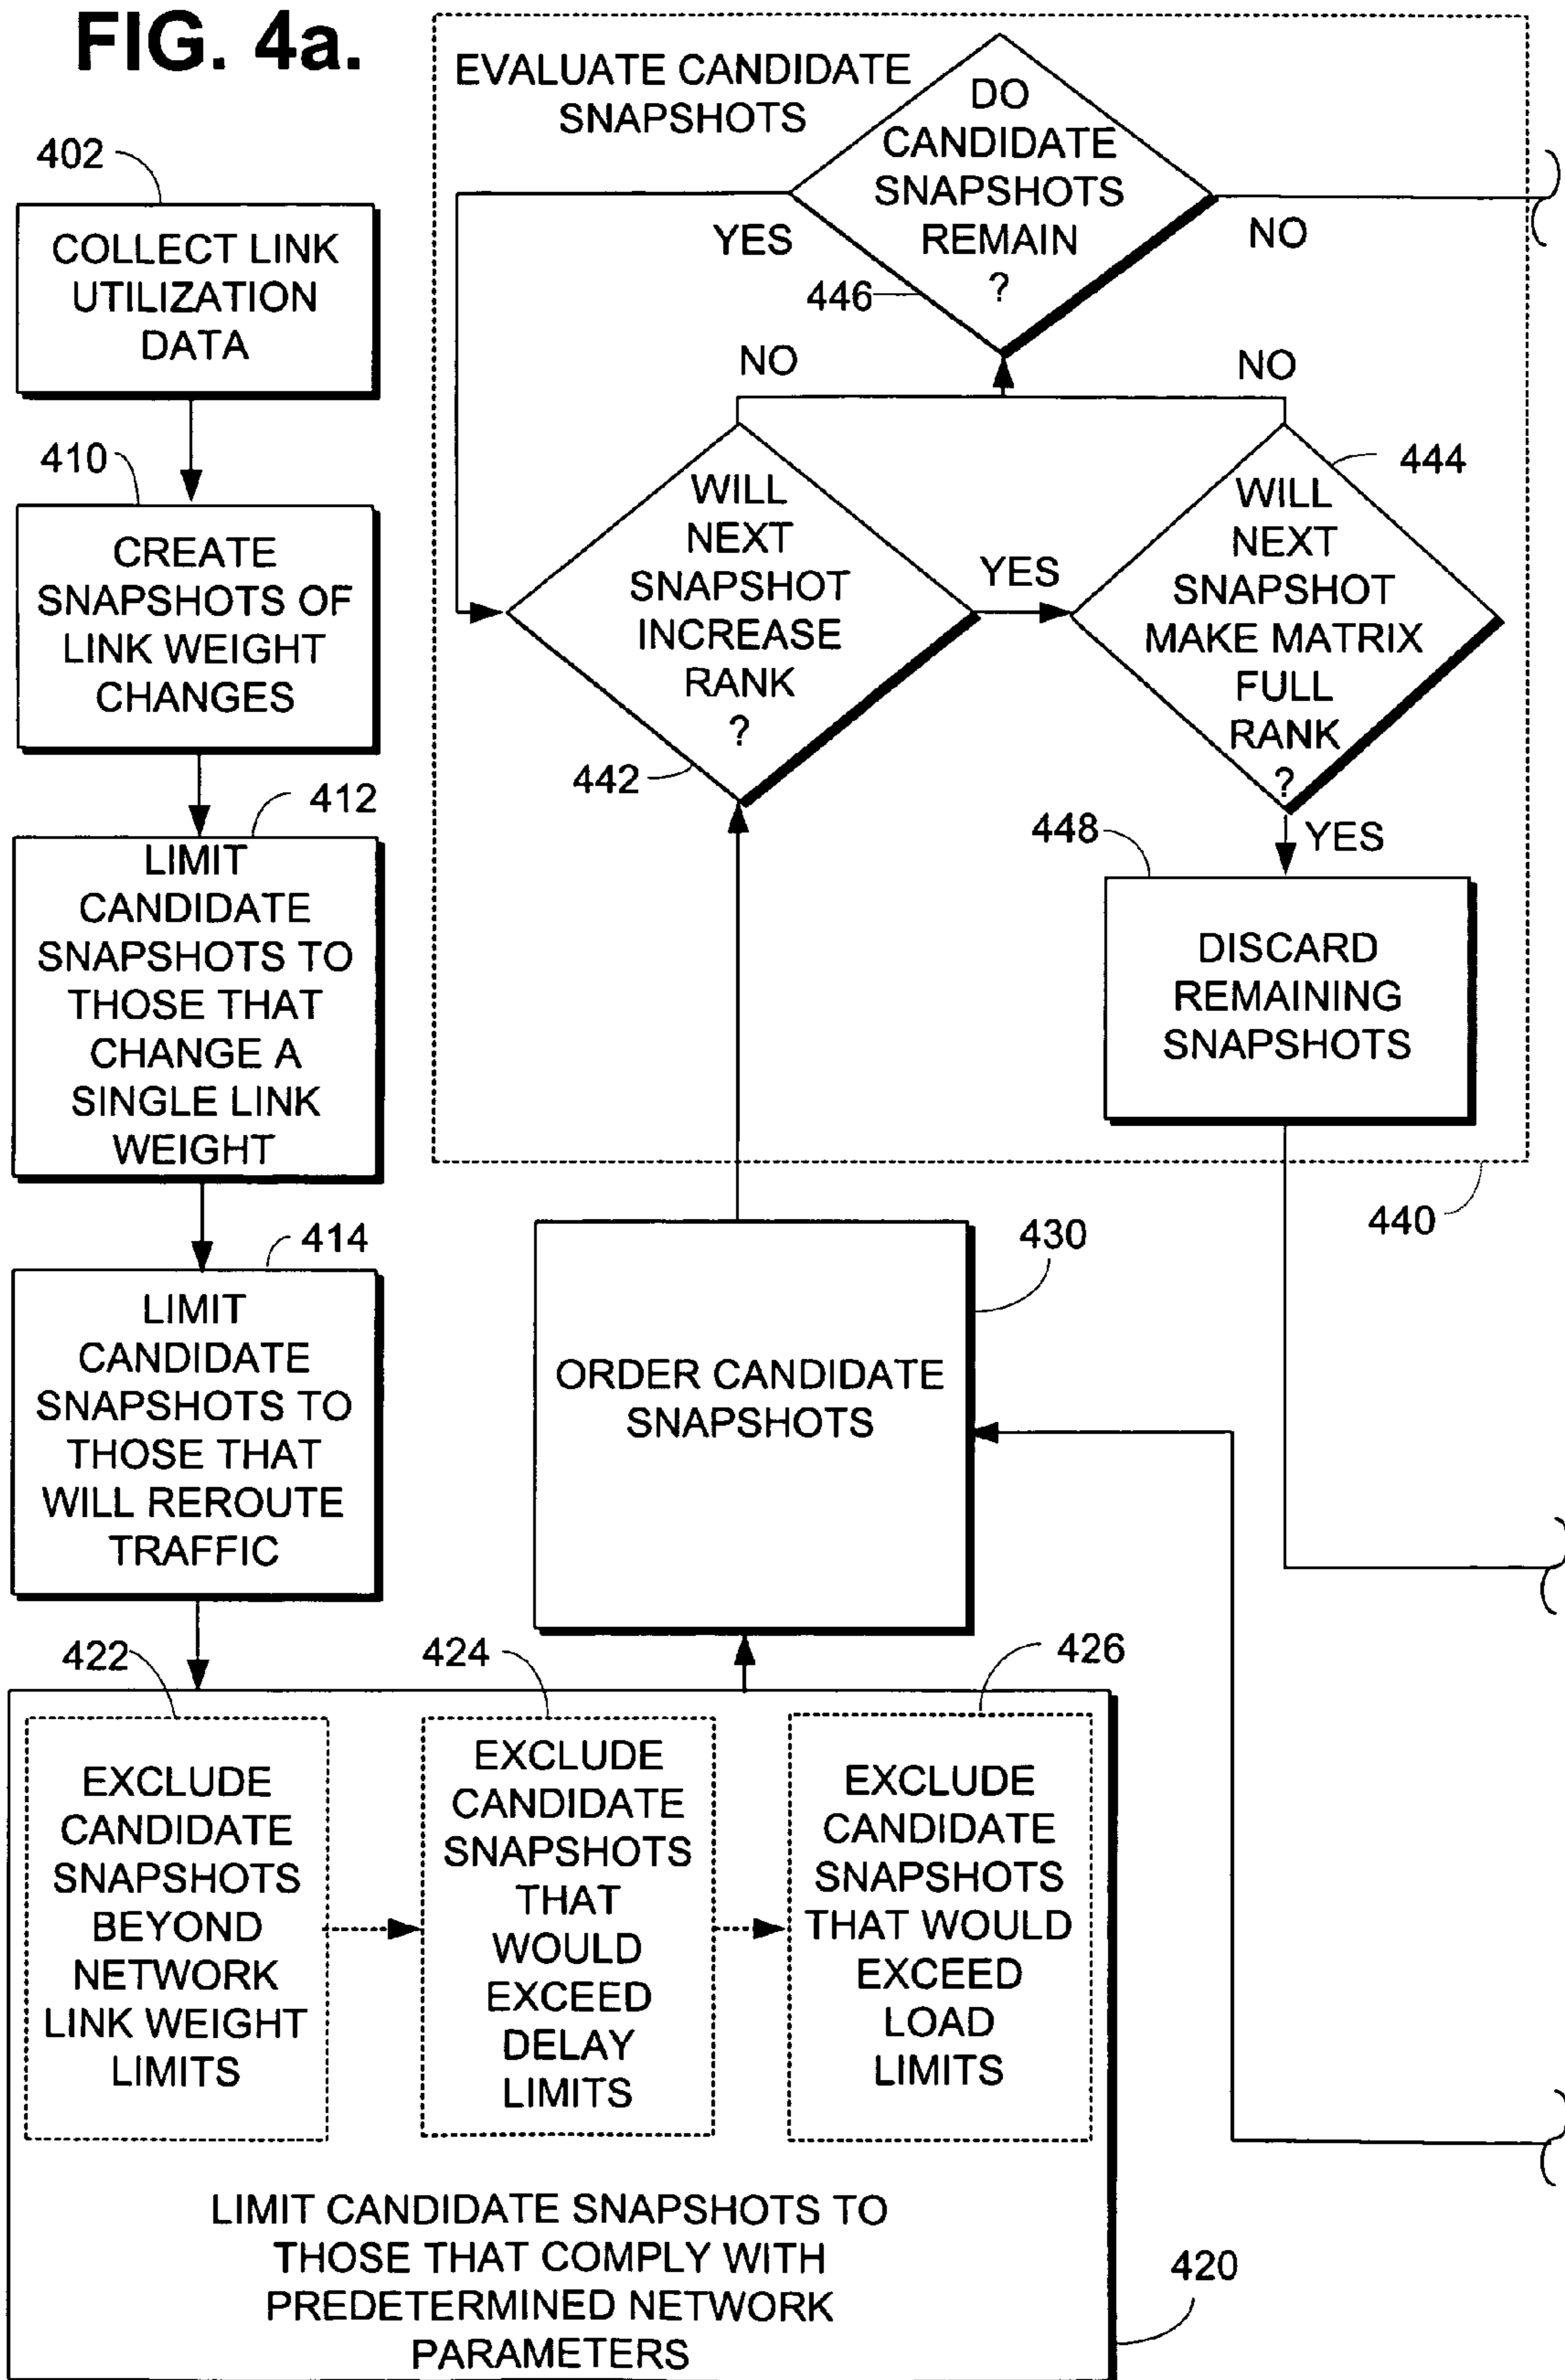 FIG. 4a.
402
COLLECT LINK
UTILIZATION
DATA
410
CREATE
SNAPSHOTS OF
LINK WEIGHT
CHANGES
412
LIMIT
CANDIDATE
SNAPSHOTS TO
THOSE THAT
CHANGE A
SINGLE LINK
WEIGHT
414
LIMIT
CANDIDATE
SNAPSHOTS TO
THOSE THAT
WILL REROUTE
TRAFFIC
422
EXCLUDE
CANDIDATE
SNAPSHOTS
BEYOND
NETWORK
LINK WEIGHT
LIMITS
424
EXCLUDE
CANDIDATE
SNAPSHOTS
THAT
WOULD
EXCEED
DELAY
LIMITS
426
EXCLUDE
CANDIDATE
SNAPSHOTS
THAT WOULD
EXCEED
LOAD
LIMITS
LIMIT CANDIDATE SNAPSHOTS TO
THOSE THAT COMPLY WITH
PREDETERMINED NETWORK
PARAMETERS
420
430
ORDER CANDIDATE
SNAPSHOTS
EVALUATE CANDIDATE
SNAPSHOTS
DO
CANDIDATE
SNAPSHOTS
REMAIN
?
446
YES
NO
NO
NO
WILL
NEXT
SNAPSHOT
INCREASE
RANK
?
442
YES
444
WILL
NEXT
SNAPSHOT
MAKE MATRIX
FULL
RANK
?
YES
448
DISCARD
REMAINING
SNAPSHOTS
440